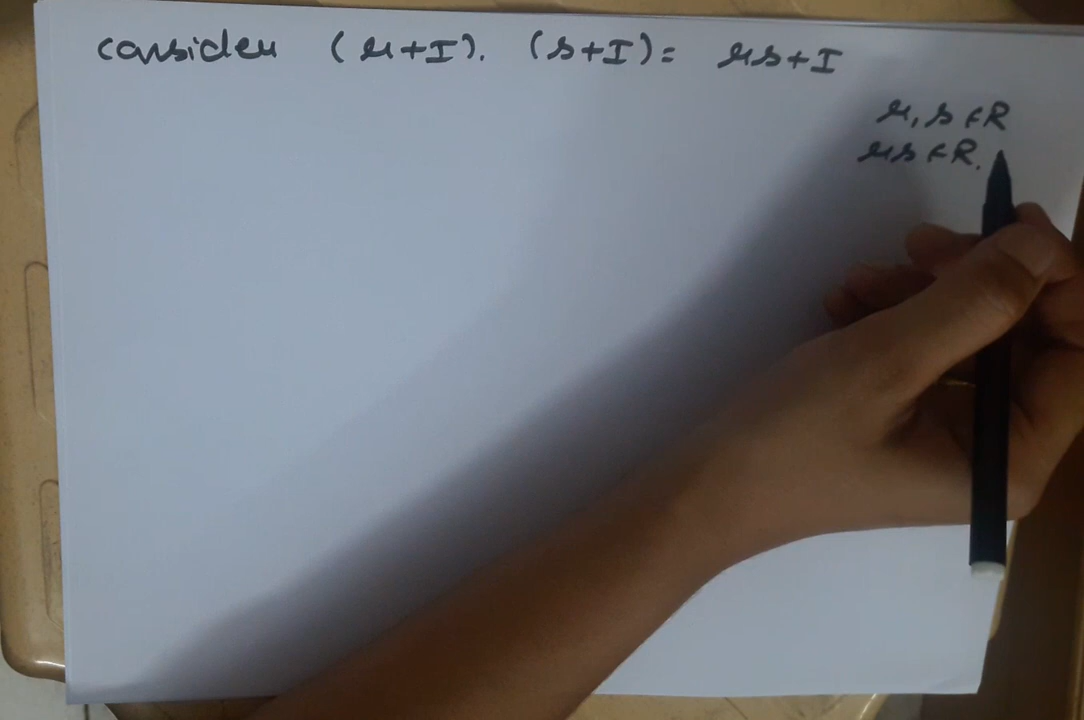 consider (r+I). (s+I)= rs+I
r, s ∈R
rs ∈R.